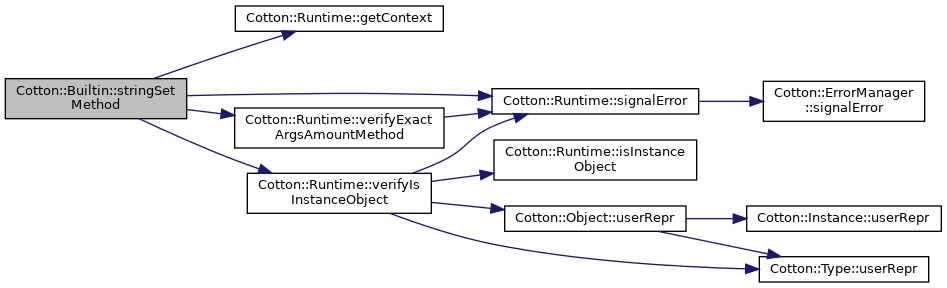 Cotton::Runtime::getContext
Cotton::Builtin::stringSet
Method
Cotton::Runtime::signalError
Cotton::ErrorManager
::signalError
Cotton::Runtime::verifyExact
ArgsAmountMethod
Cotton::Runtime::isInstance
Object
Cotton::Runtime::verifyIs
InstanceObject
Cotton::Object::userRepr
Cotton::Instance::userRepr
Cotton::Type::userRepr